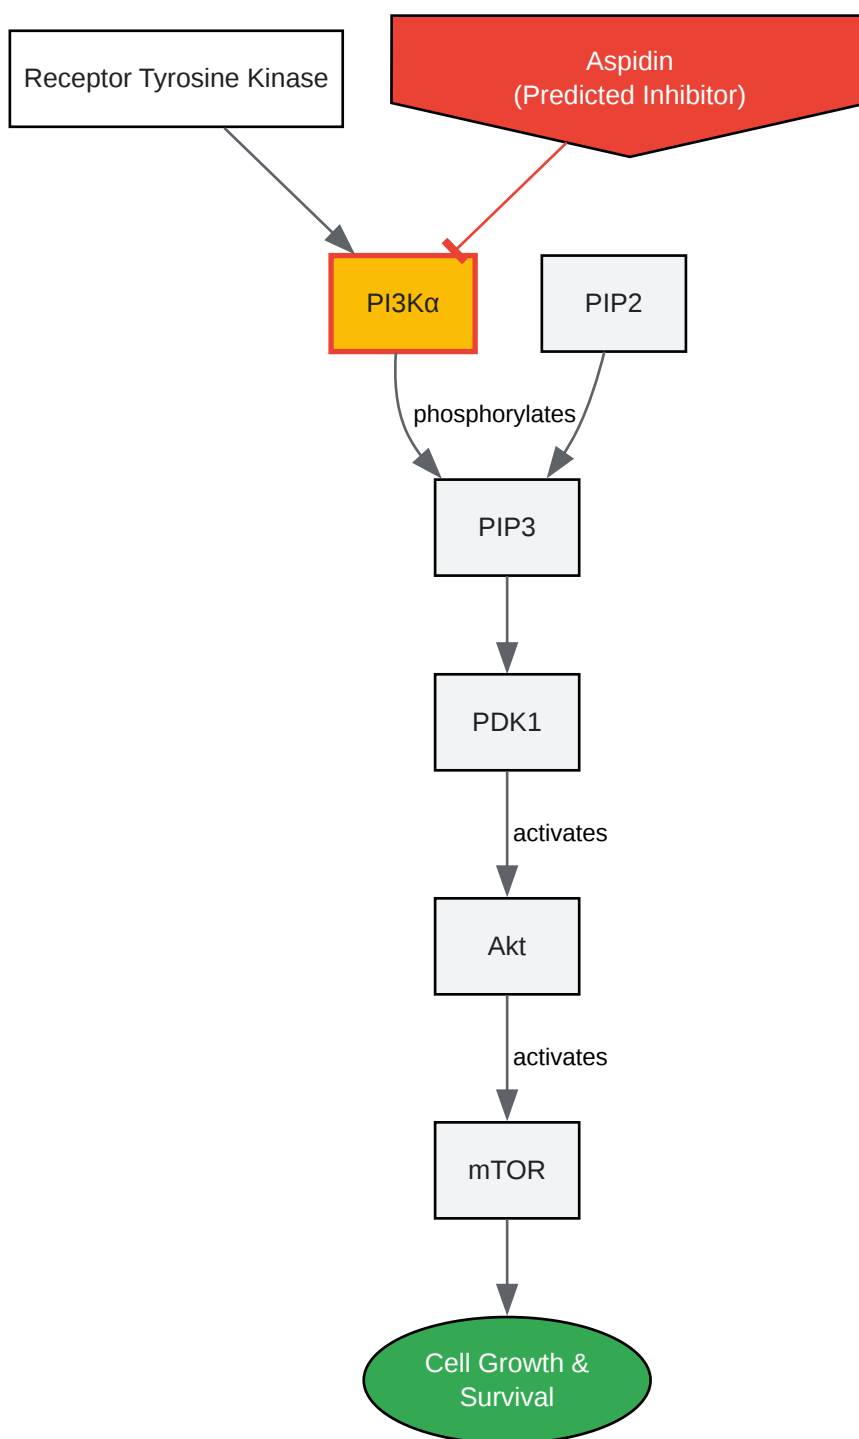 Receptor Tyrosine Kinase
Aspidin
(Predicted Inhibitor)
PI3Kα
PIP2
phosphorylates
PIP3
PDK1
activates
Akt
activates
mTOR
Cell Growth &
Survival